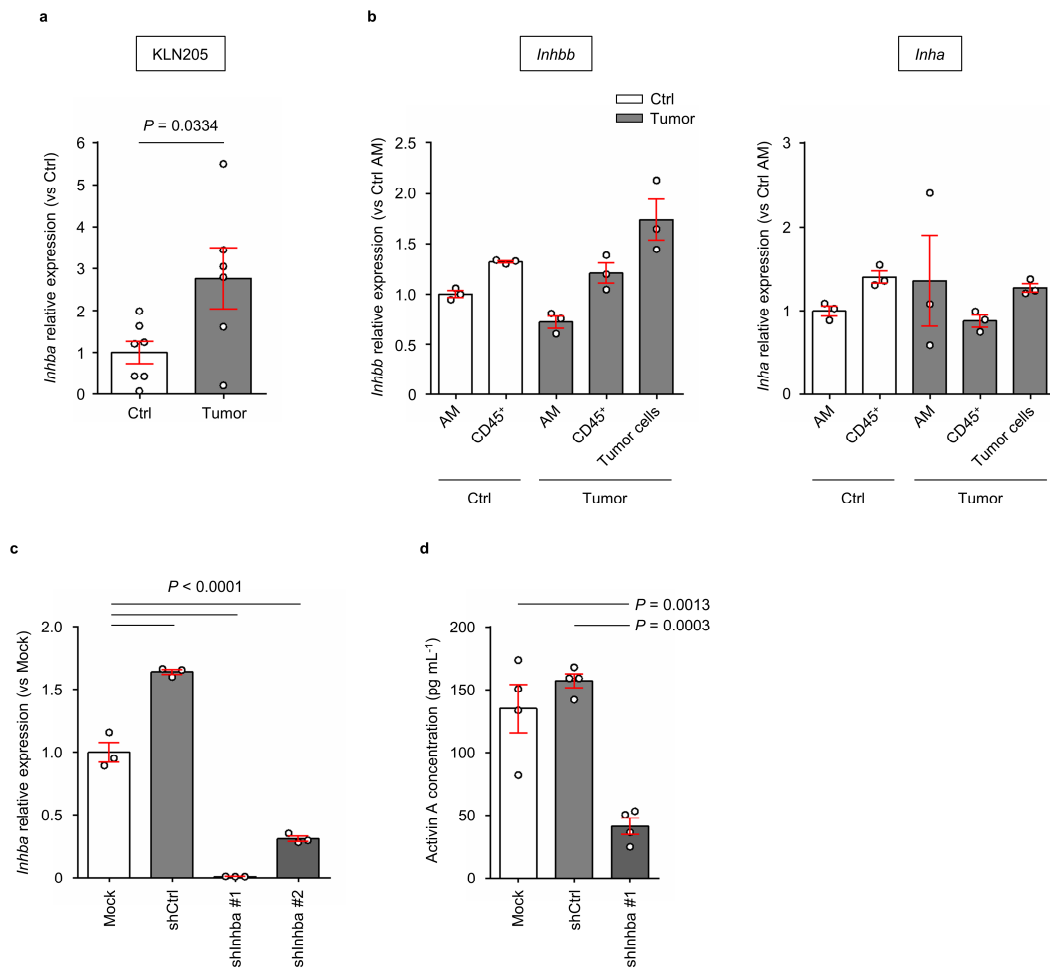 a
KLN205
P = 0.0334
Inhba relative expression (vs Ctrl)
6
5
4
3
2
1
0
Ctrl
Tumor
b
Inhbb
Inha
Ctrl
Tumor
Inhbb relative expression (vs Ctrl AM)
2.5
2.0
1.5
1.0
0.5
0
AM
CD45+
AM
CD45+
Tumor cells
Ctrl
Tumor
Inha relative expression (vs Ctrl AM)
3
2
1
0
AM
CD45+
AM
CD45+
Tumor cells
Ctrl
Tumor
c
P < 0.0001
Inhba relative expression (vs Mock)
2.0
1.5
1.0
0.5
0
Mock
shCtrl
shInhba #1
shInhba #2
d
P = 0.0013
P = 0.0003
Activin A concentration (pg mL-1)
200
150
100
50
0
Mock
shCtrl
shInhba #1